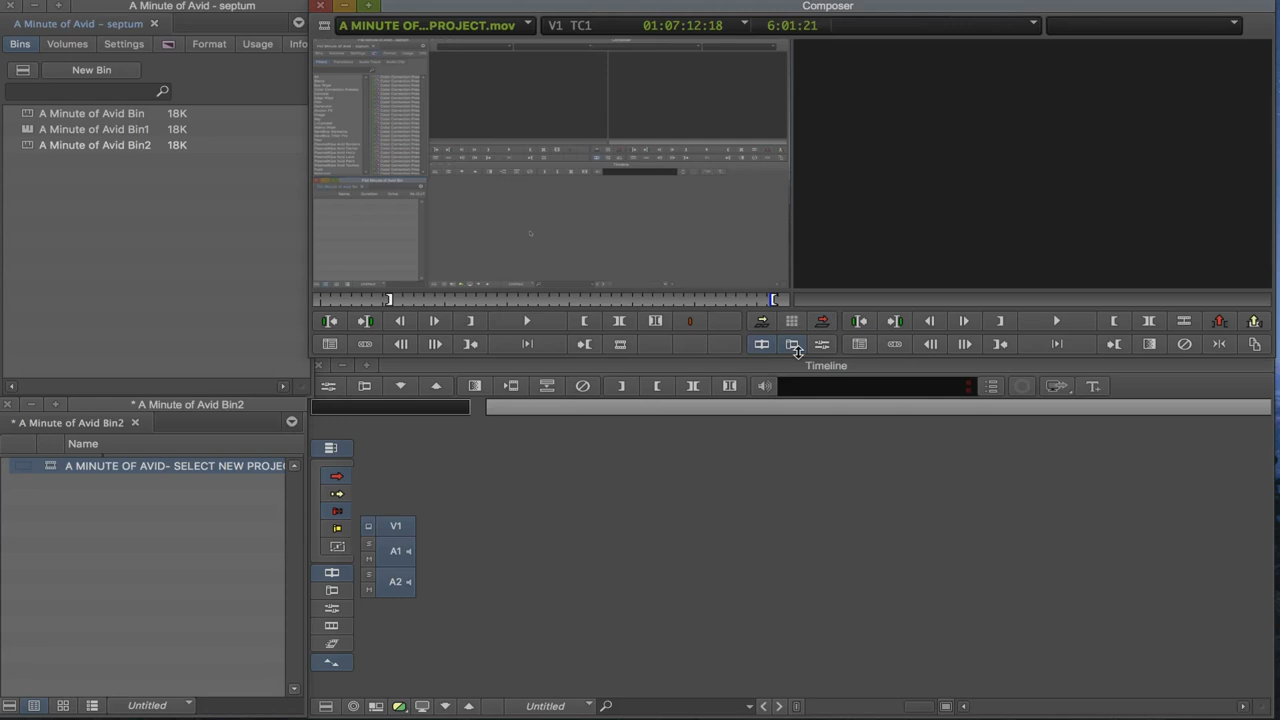 A Minute of Avid - septum
A Minute of Avid – septum
Bins Volumes Settings Format Usage Info
New Bin
A Minute of Avid Bin 18K
A Minute of Avid Bin1 18K
A Minute of Avid Bin2 18K
* A Minute of Avid Bin2
* A Minute of Avid Bin2
Name
A MINUTE OF AVID- SELECT NEW PROJE
Untitled
Composer
A MINUTE OF...PROJECT.mov V1 TC1 01:07:12:18 6:01:21
Timeline
V1
S
A1
M
S
A2
M
Untitled